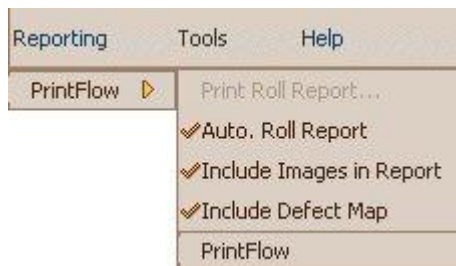 Reporting Tools Help
PrintFlow Print Roll Report...
Auto. Roll Report
Include Images in Report
Include Defect Map
PrintFlow